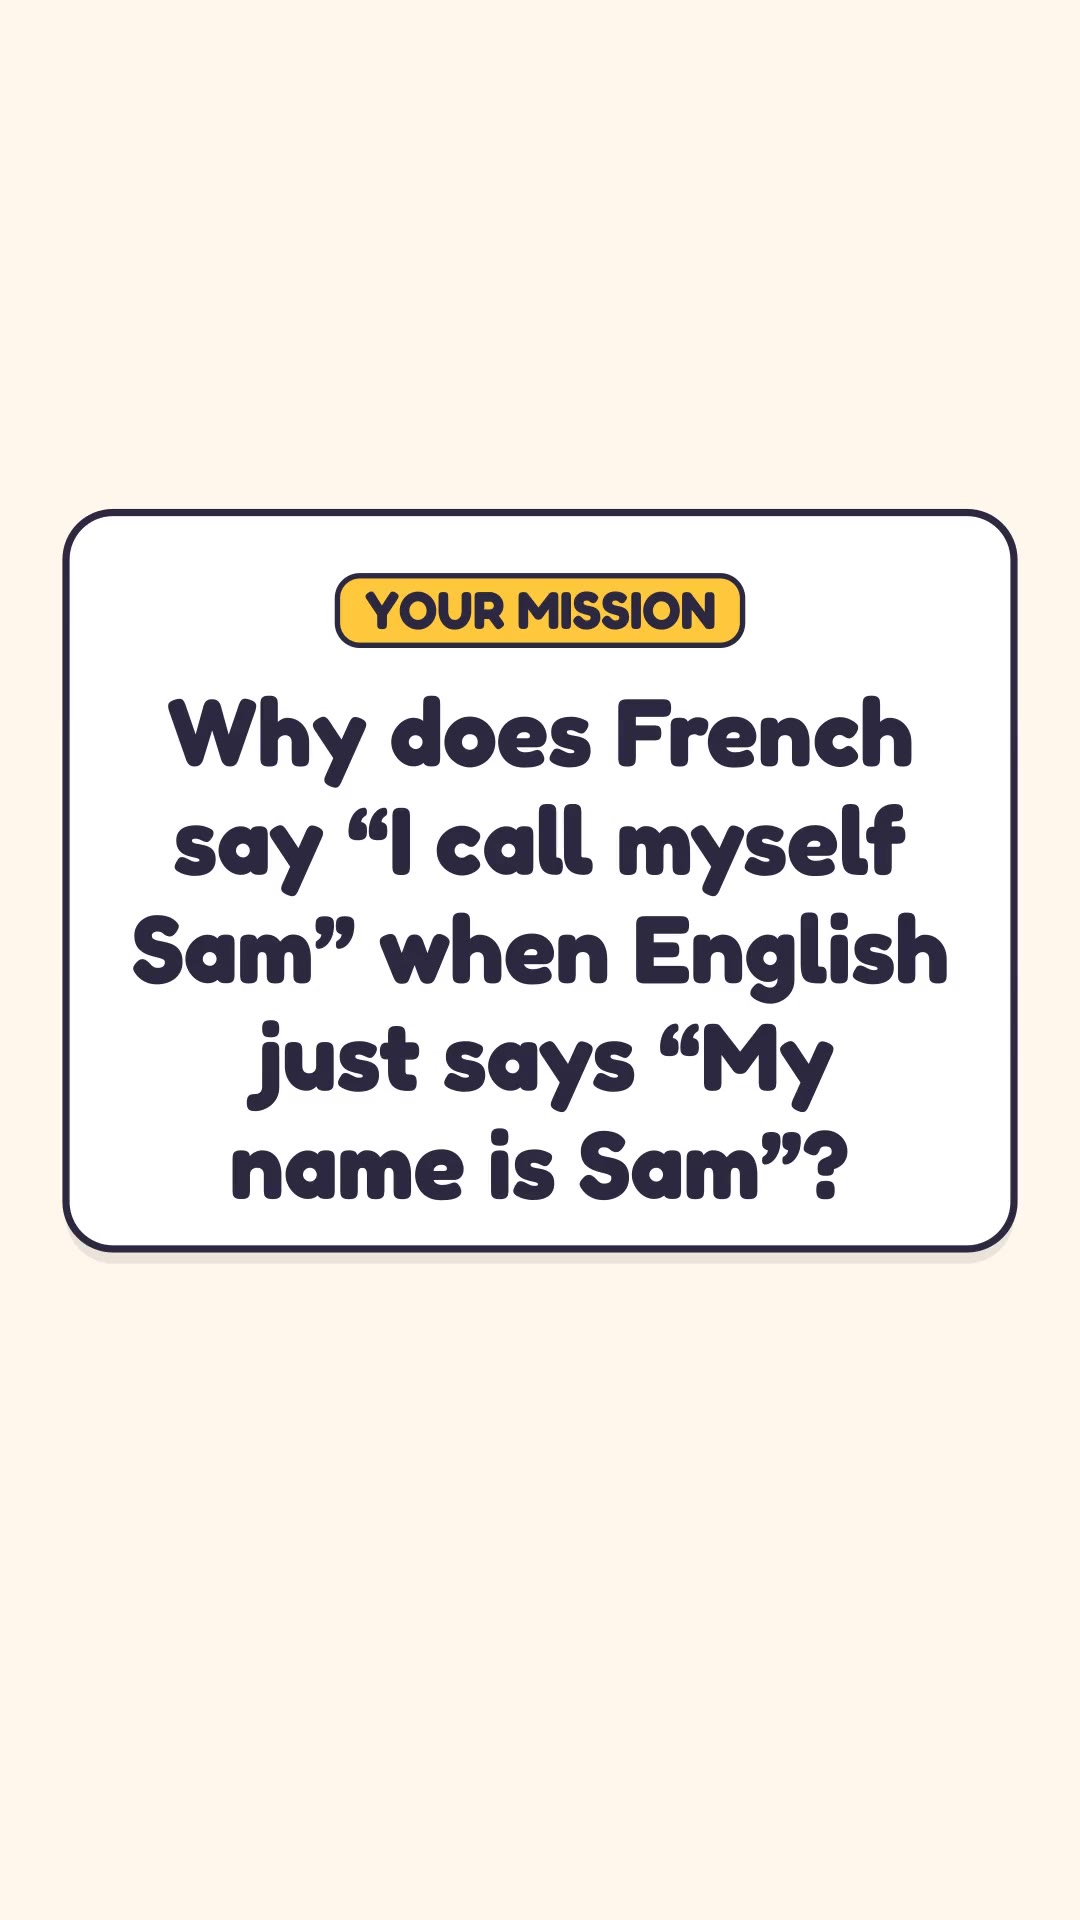 YOUR MISSION
Why does French
say “I call myself
Sam” when English
just says “My
name is Sam”?